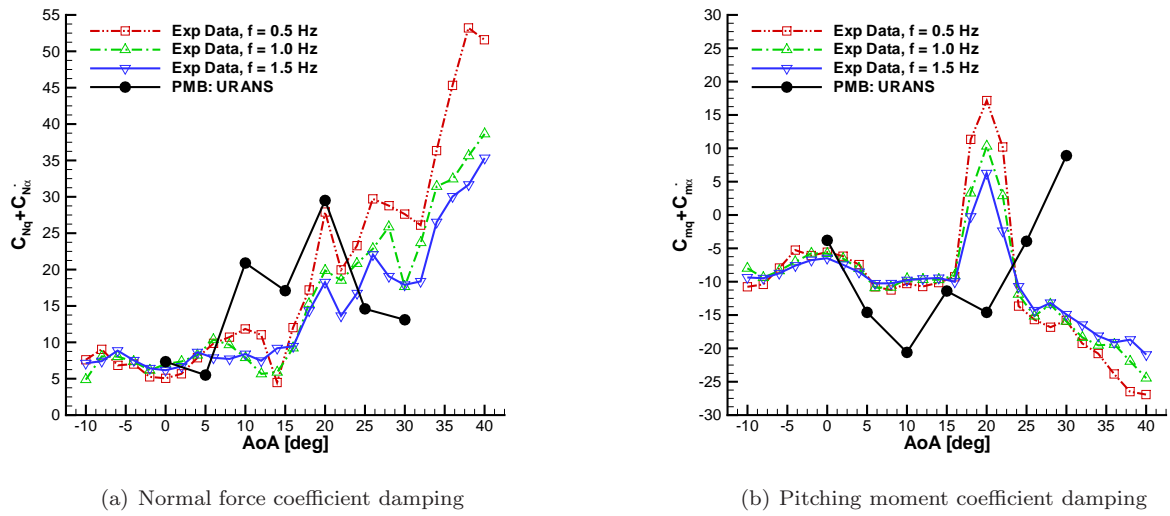 Exp Data, f = 0.5 Hz
Exp Data, f = 1.0 Hz
Exp Data, f = 1.5 Hz
PMB: URANS
55
50
45
40
35
30
25
20
15
10
5
0
C_Nq+C_Nα̇
-10 -5 0 5 10 15 20 25 30 35 40
AoA [deg]
(a) Normal force coefficient damping
Exp Data, f = 0.5 Hz
Exp Data, f = 1.0 Hz
Exp Data, f = 1.5 Hz
PMB: URANS
30
25
20
15
10
5
0
-5
-10
-15
-20
-25
-30
C_mq+C_mα̇
-10 -5 0 5 10 15 20 25 30 35 40
AoA [deg]
(b) Pitching moment coefficient damping